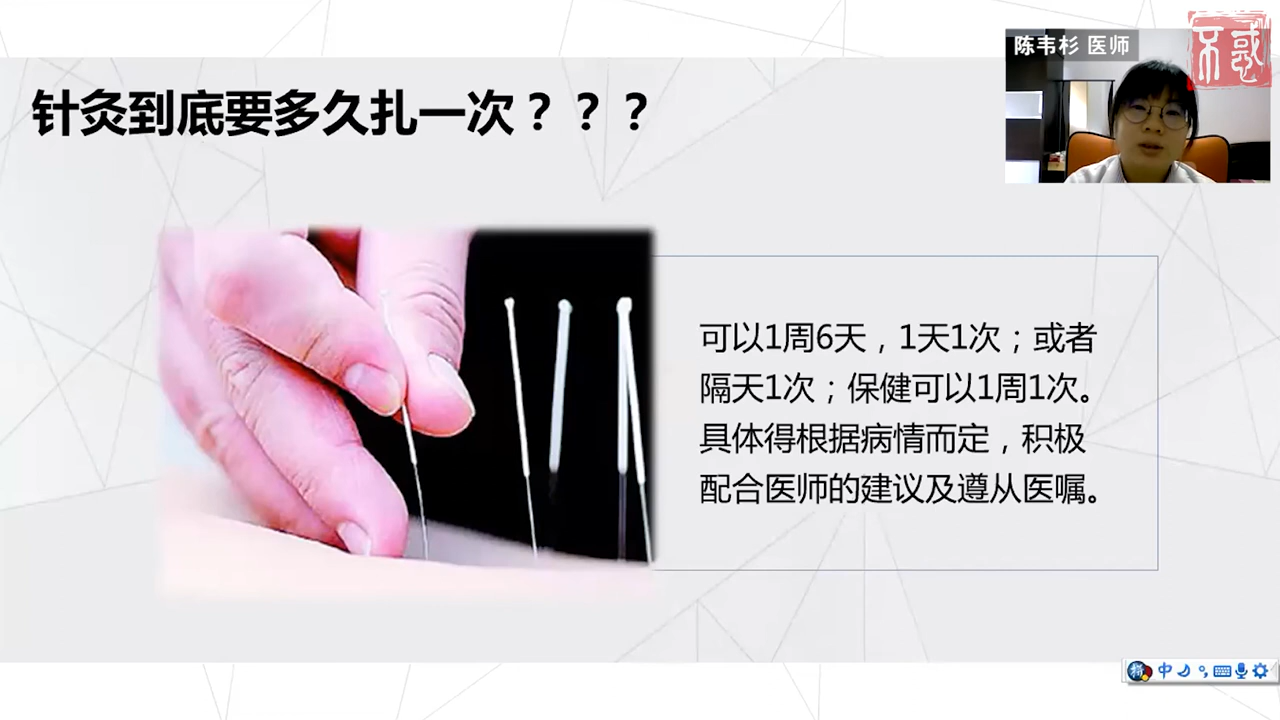 针灸到底要多久扎一次？？？
陈韦杉 医师
不惑
可以1周6天，1天1次；或者
隔天1次；保健可以1周1次。
具体得根据病情而定，积极
配合医师的建议及遵从医嘱。
中